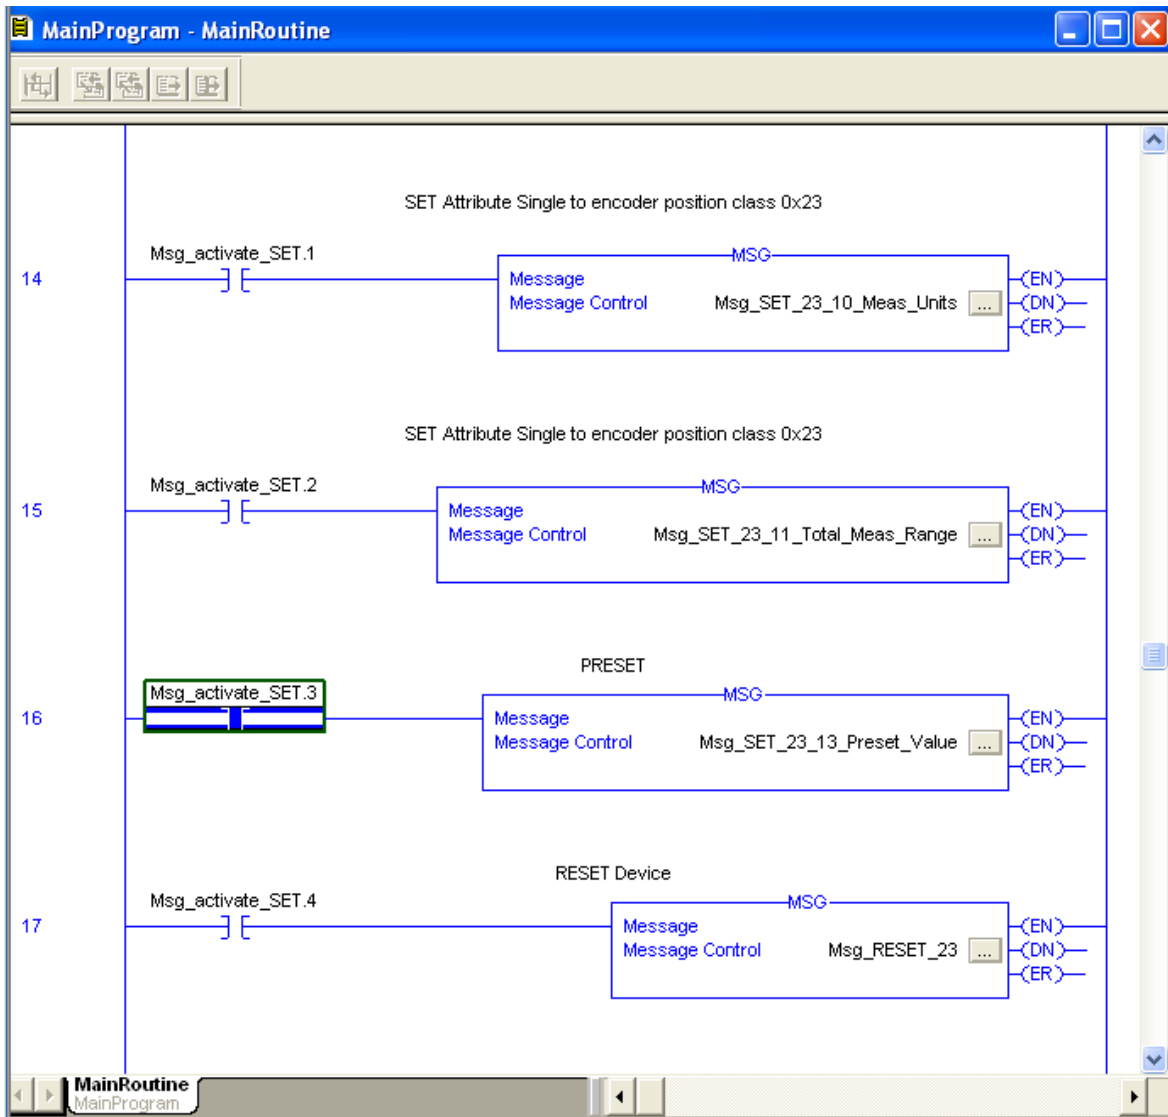 MainProgram - MainRoutine
SET Attribute Single to encoder position class 0x23
Msg_activate_SET.1
14
MSG
Message
Message Control Msg_SET_23_10_Meas_Units ...
(EN)
(DN)
(ER)
SET Attribute Single to encoder position class 0x23
Msg_activate_SET.2
15
MSG
Message
Message Control Msg_SET_23_11_Total_Meas_Range ...
(EN)
(DN)
(ER)
PRESET
Msg_activate_SET.3
16
MSG
Message
Message Control Msg_SET_23_13_Preset_Value ...
(EN)
(DN)
(ER)
RESET Device
Msg_activate_SET.4
17
MSG
Message
Message Control Msg_RESET_23 ...
(EN)
(DN)
(ER)
MainRoutine
MainProgram